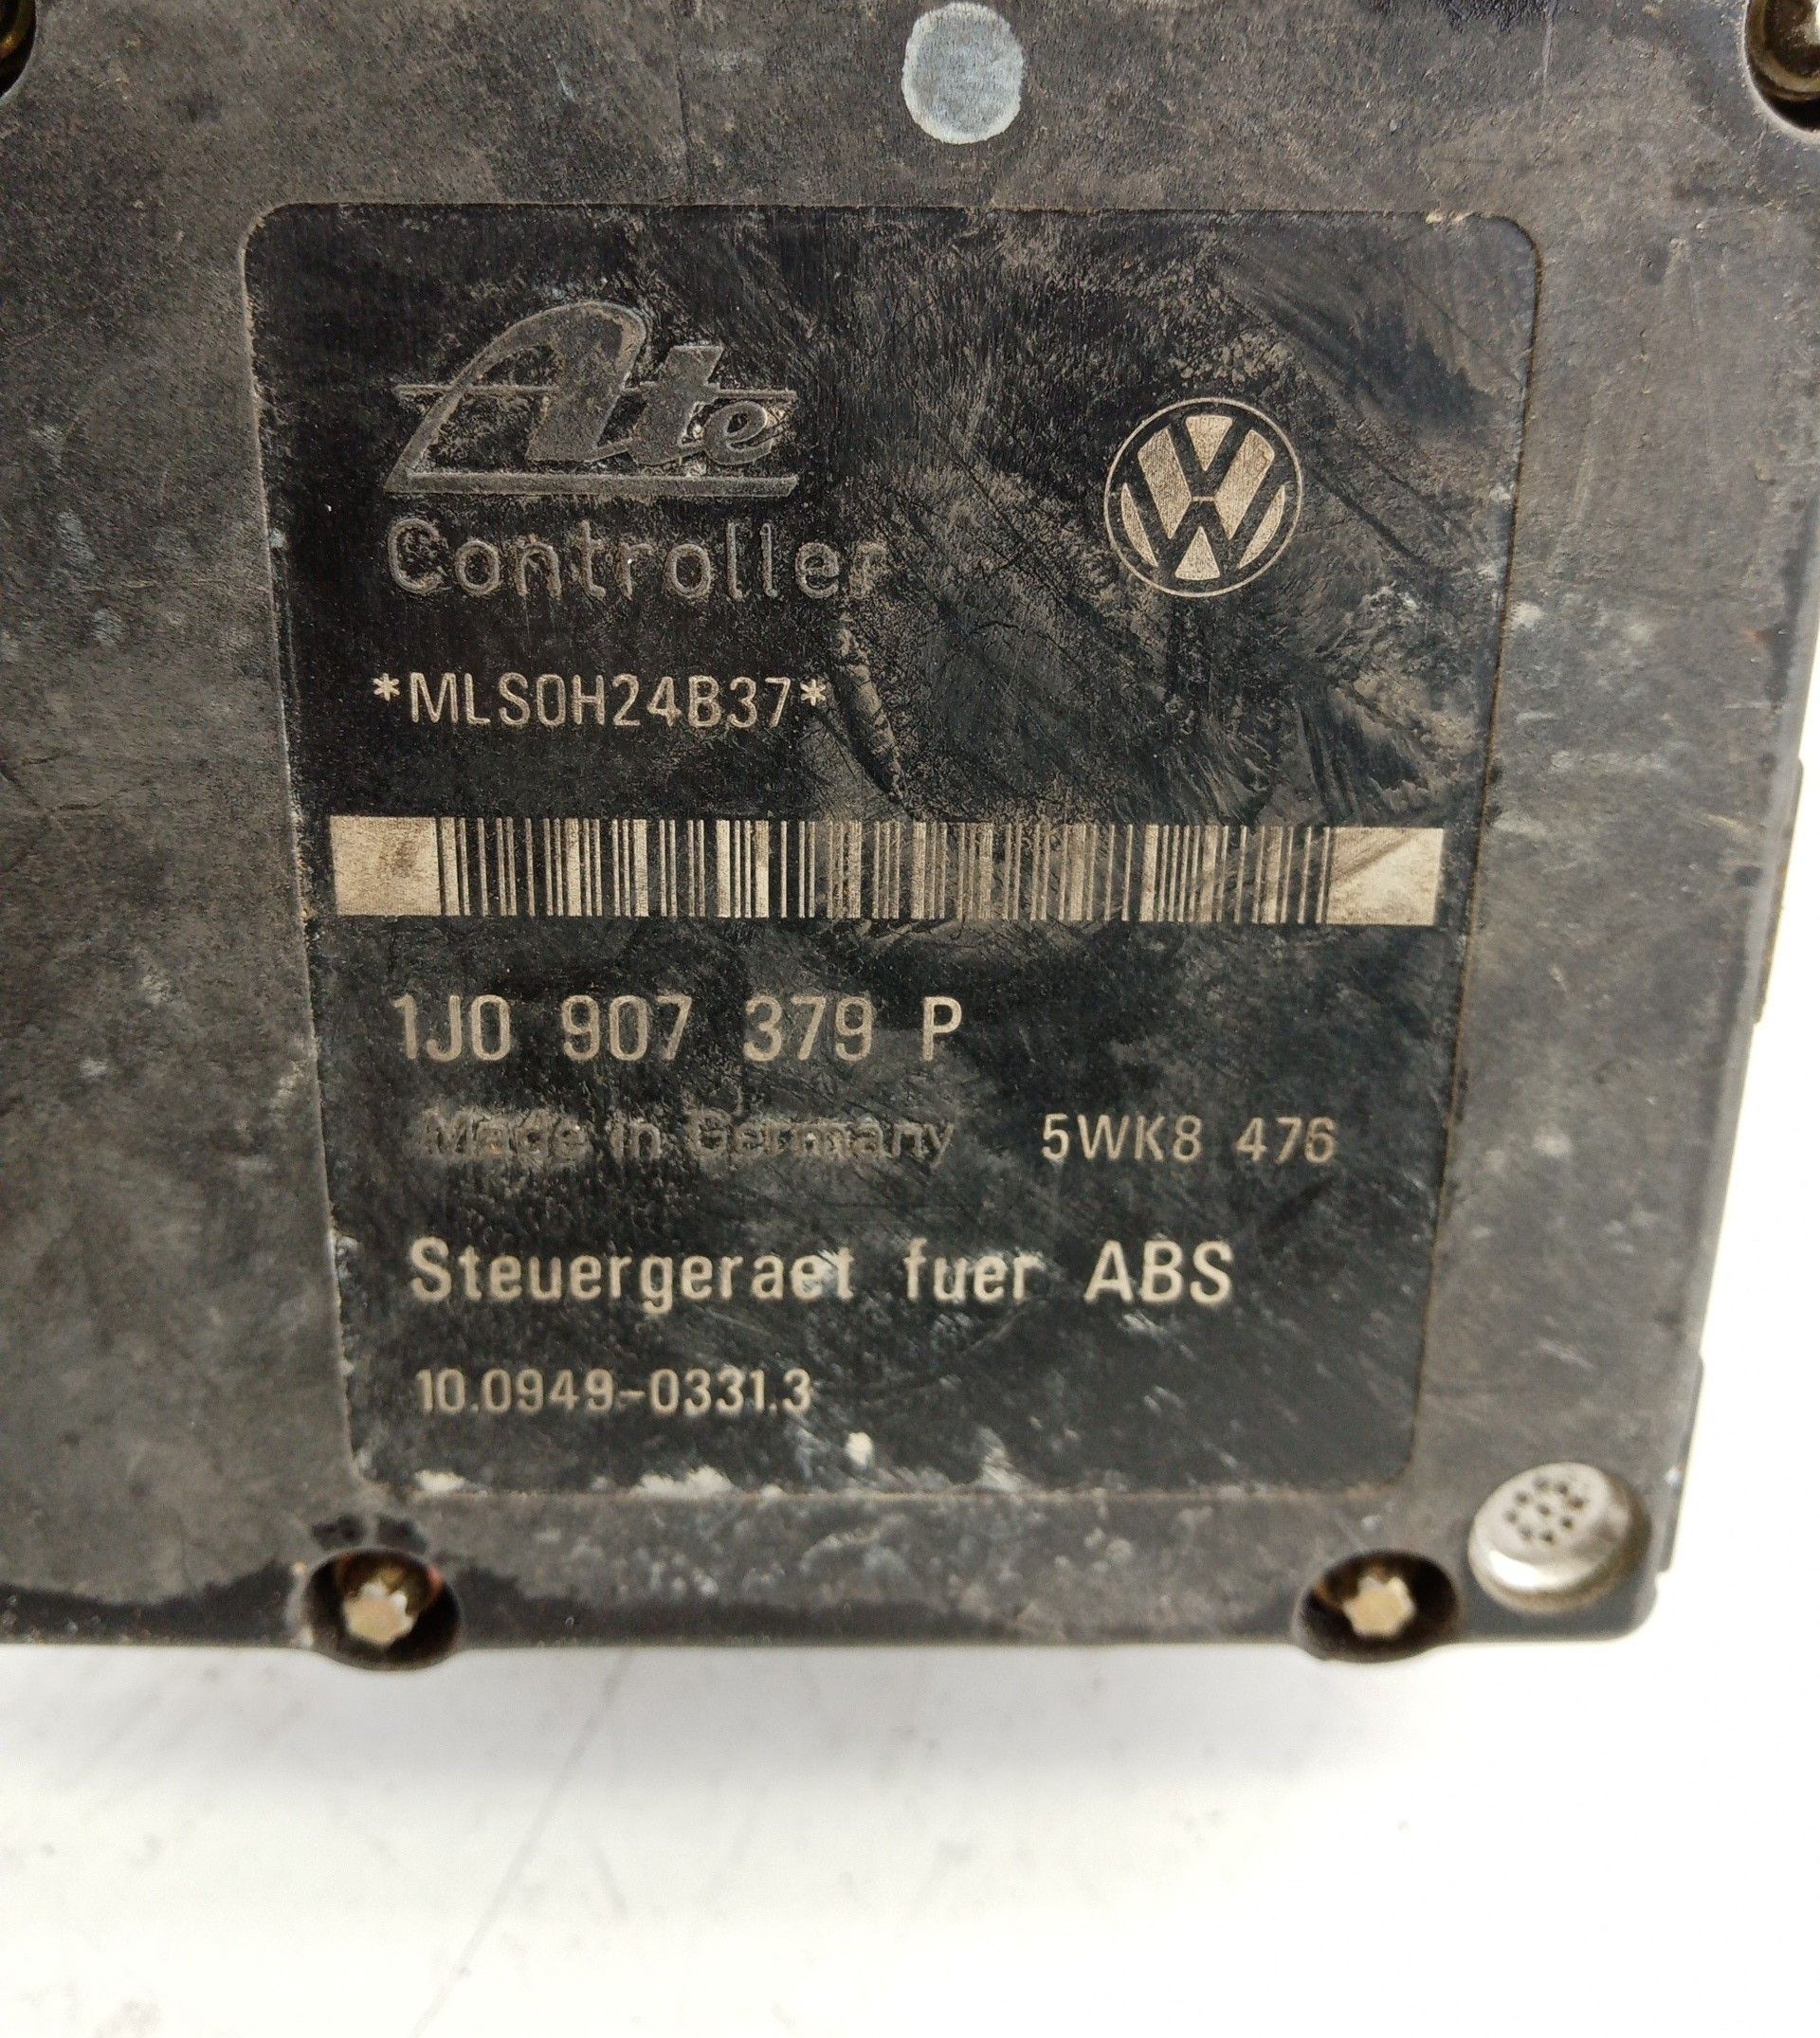 Ate
Controller
*MLS0H24B37*
1J0 907 379 P
Made in Germany 5WK8 476
Steuergeraet fuer ABS
10.0949-0331.3